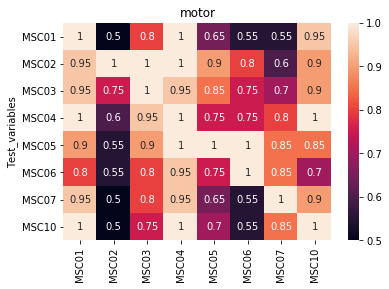 motor
Test_variables
MSC01 1 0.5 0.8 1 0.65 0.55 0.55 0.95
MSC02 0.95 1 1 1 0.9 0.8 0.6 0.9
MSC03 0.95 0.75 1 0.95 0.85 0.75 0.7 0.9
MSC04 1 0.6 0.95 1 0.75 0.75 0.8 1
MSC05 0.9 0.55 0.9 1 1 1 0.85 0.85
MSC06 0.8 0.55 0.8 0.95 0.75 1 0.85 0.7
MSC07 0.95 0.5 0.8 0.95 0.65 0.55 1 0.9
MSC10 1 0.5 0.75 1 0.7 0.55 0.85 1
MSC01 MSC02 MSC03 MSC04 MSC05 MSC06 MSC07 MSC10
1.0
0.9
0.8
0.7
0.6
0.5